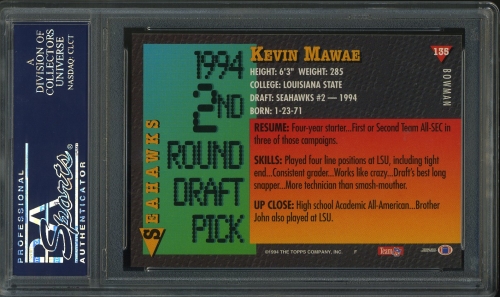 A
DIVISION OF
COLLECTORS
UNIVERSE
NASDAQ: CLCT
PSA
Sports
PROFESSIONAL
AUTHENTICATOR
SEAHAWKS
1994
2ND
ROUND
DRAFT
PICK
KEVIN MAWAE
135
BOWMAN
HEIGHT: 6'3" WEIGHT: 285
COLLEGE: LOUISIANA STATE
DRAFT: SEAHAWKS #2 — 1994
BORN: 1-23-71
RESUME: Four-year starter...First or Second Team All-SEC in
three of these campaigns.
SKILLS: Played four line positions at LSU, including tight
end...Consistent grader...Works like crazy...Draft's best long
snapper...More technician than smash-mouther.
UP CLOSE: High school Academic All-American...Brother
John also played at LSU.
©1994 THE TOPPS COMPANY, INC.
F
Team NFL